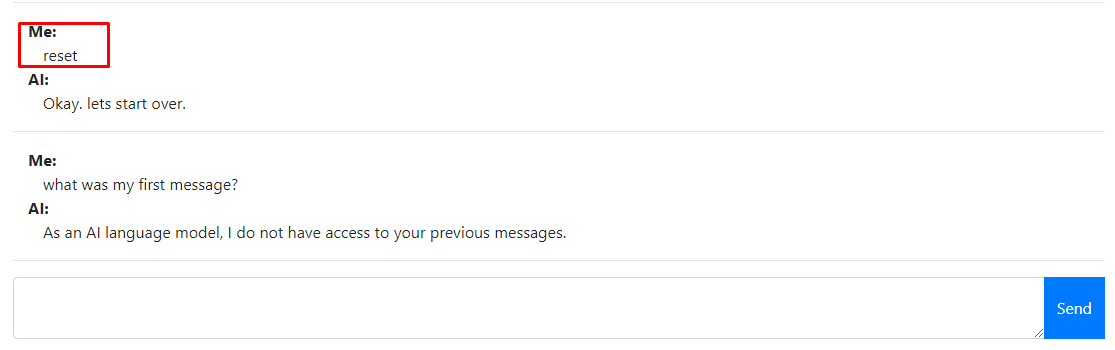 Me:
reset
AI:
Okay. lets start over.
Me:
what was my first message?
AI:
As an AI language model, I do not have access to your previous messages.
Send